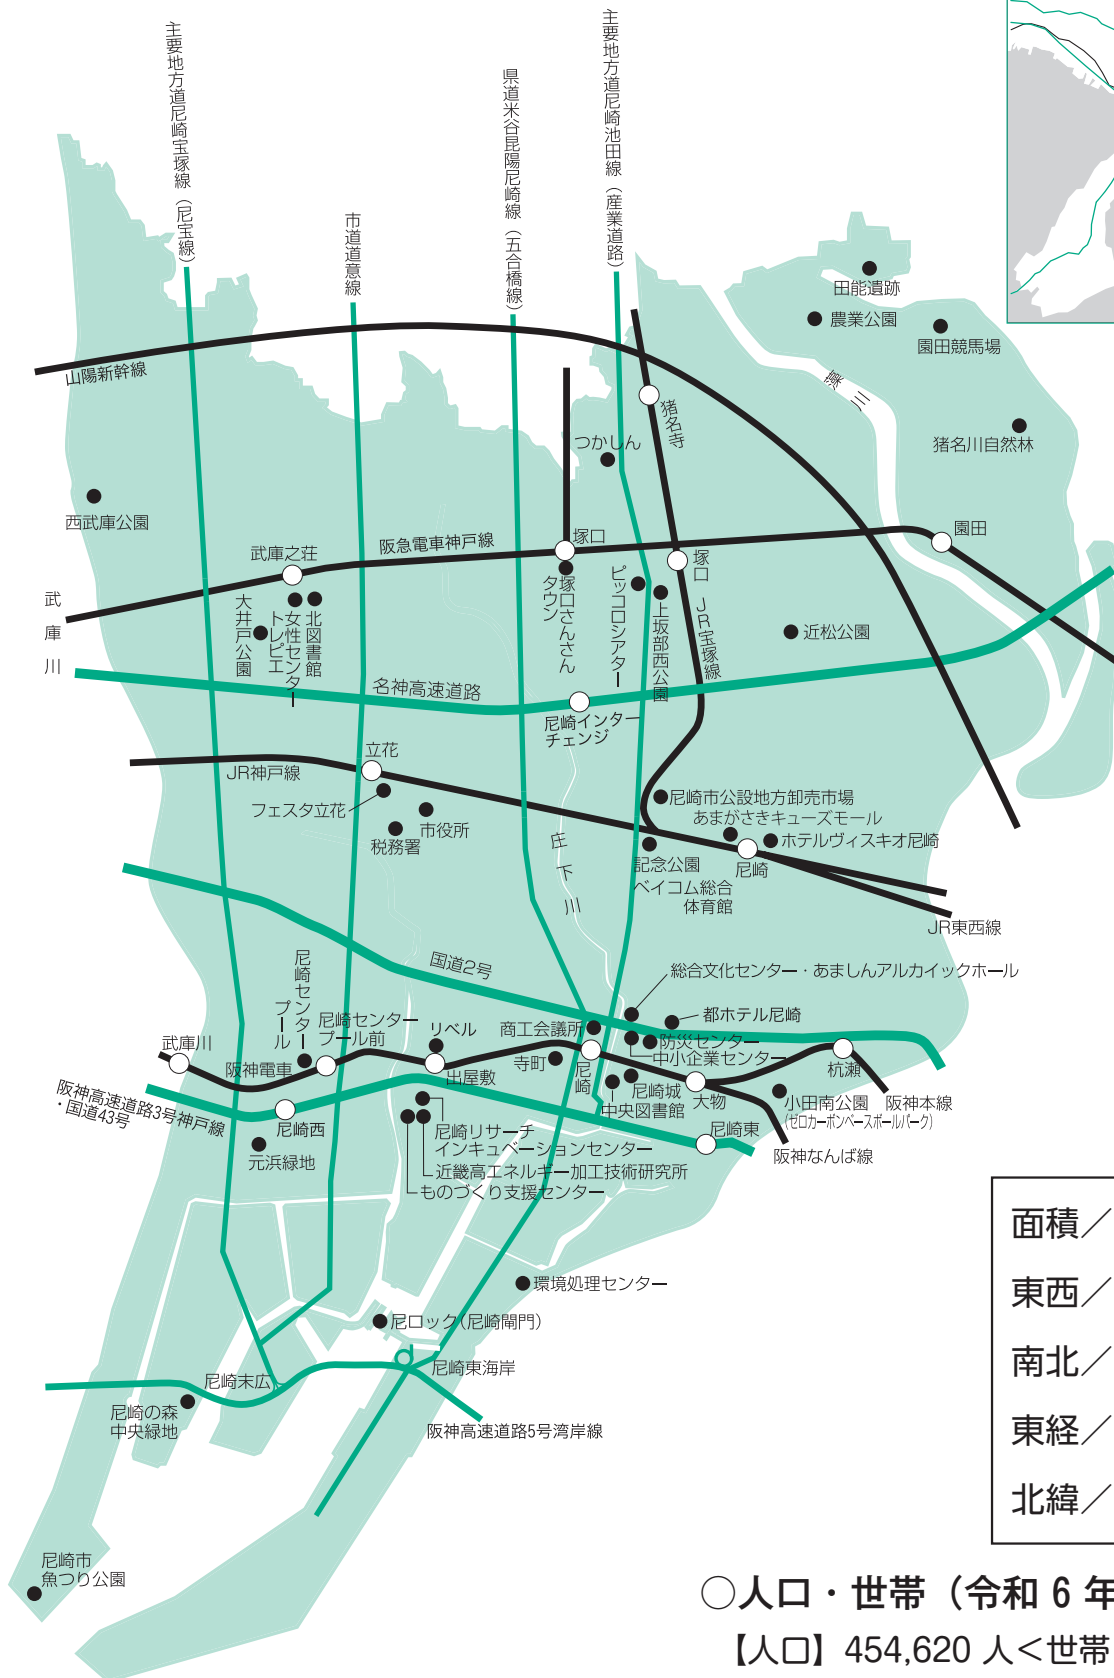 主要地方道尼崎宝塚線（尼宝線）
市道道意線
県道米谷昆陽尼崎線（五合橋線）
主要地方道尼崎池田線（産業道路）
田能遺跡
農業公園
園田競馬場
藻川
猪名川自然林
山陽新幹線
猪名寺
つかしん
西武庫公園
武庫之荘
阪急電車神戸線
塚口
塚口
園田
武庫川
大井戸公園
女性センター
トレピエ
北図書館
塚口さんさん
タウン
ピッコロシアター
上坂部西公園
JR宝塚線
近松公園
名神高速道路
尼崎インター
チェンジ
立花
JR神戸線
フェスタ立花
市役所
税務署
庄下川
尼崎市公設地方卸売市場
あまがさきキューズモール
ホテルヴィスキオ尼崎
記念公園
ベイコム総合
体育館
尼崎
JR東西線
国道2号
総合文化センター・あましんアルカイックホール
都ホテル尼崎
尼崎センター
プール
尼崎センター
プール前
リベル
商工会議所
防災センター
中小企業センター
武庫川
阪神電車
出屋敷
寺町
尼崎
尼崎城
中央図書館
大物
杭瀬
小田南公園
(ゼロカーボンベースボールパーク)
阪神本線
阪神なんば線
阪神高速道路3号神戸線
・国道43号
尼崎西
尼崎東
元浜緑地
尼崎リサーチ
インキュベーションセンター
近畿高エネルギー加工技術研究所
ものづくり支援センター
環境処理センター
尼ロック(尼崎閘門)
尼崎東海岸
尼崎末広
尼崎の森
中央緑地
阪神高速道路5号湾岸線
尼崎市
魚つり公園
面積／
東西／
南北／
東経／
北緯／
○人口・世帯（令和 6 年
【人口】454,620 人＜世帯